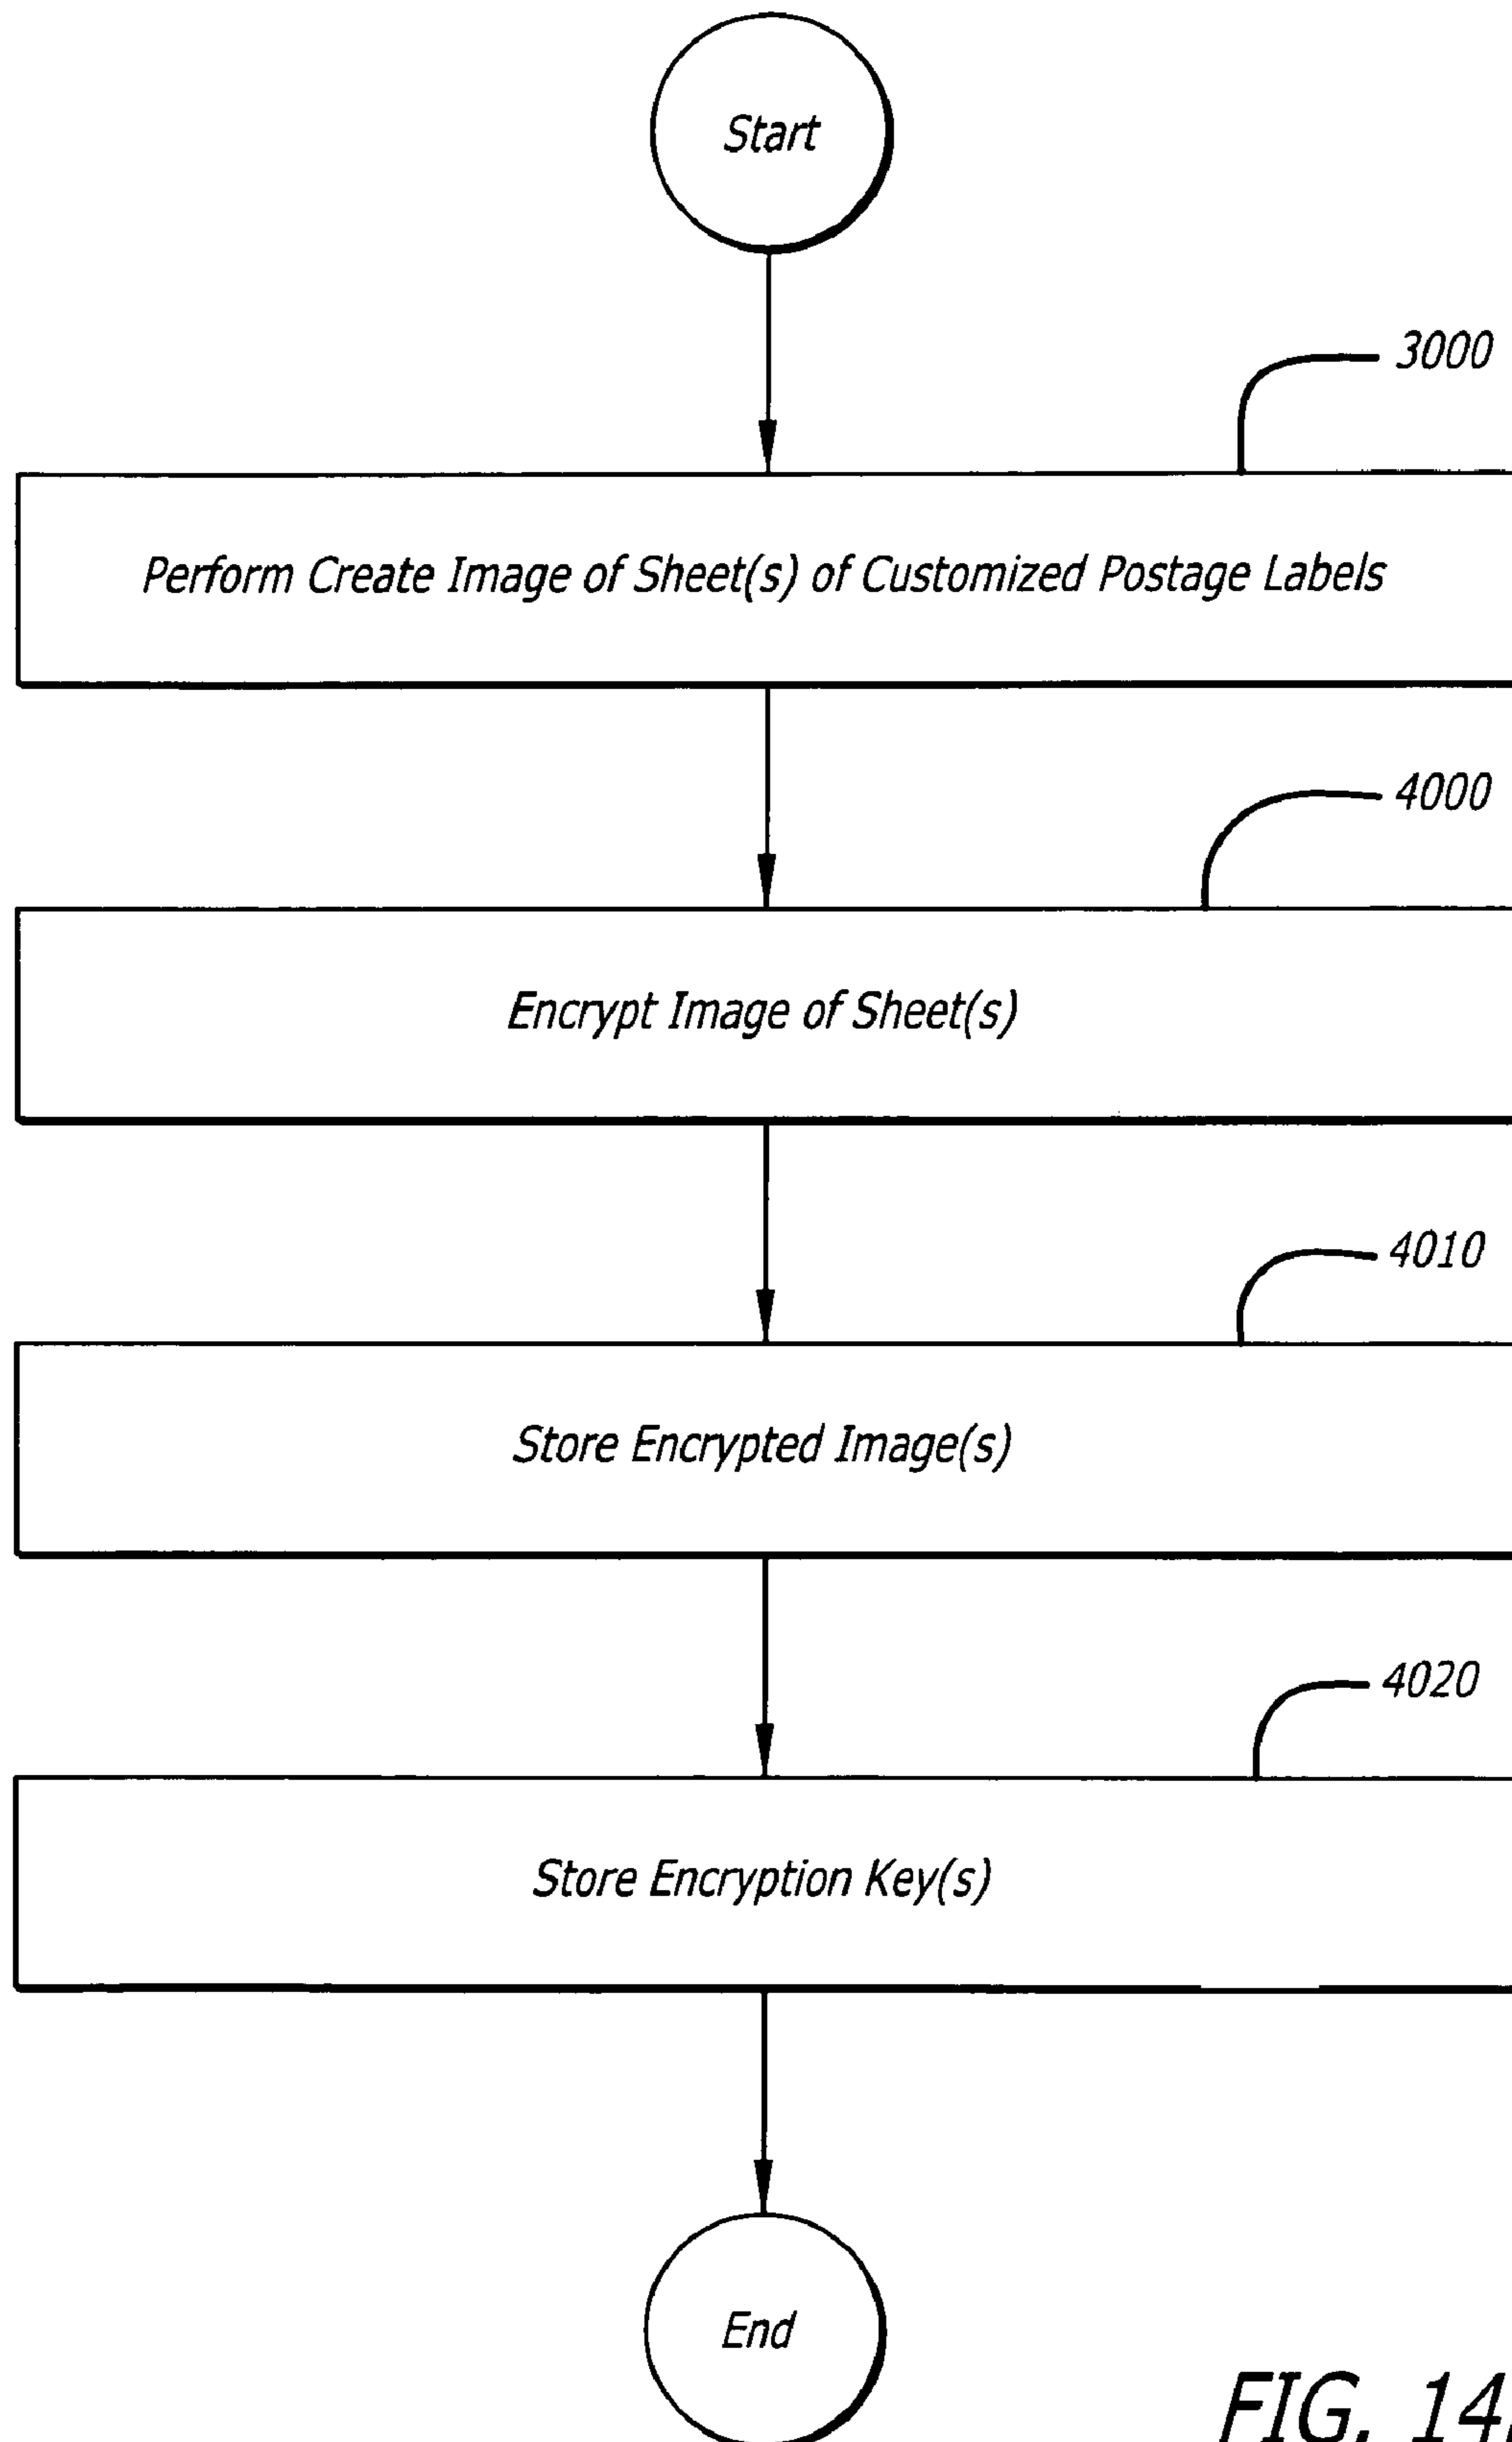 Start
3000
Perform Create Image of Sheet(s) of Customized Postage Labels
4000
Encrypt Image of Sheet(s)
4010
Store Encrypted Image(s)
4020
Store Encryption Key(s)
End
FIG. 14